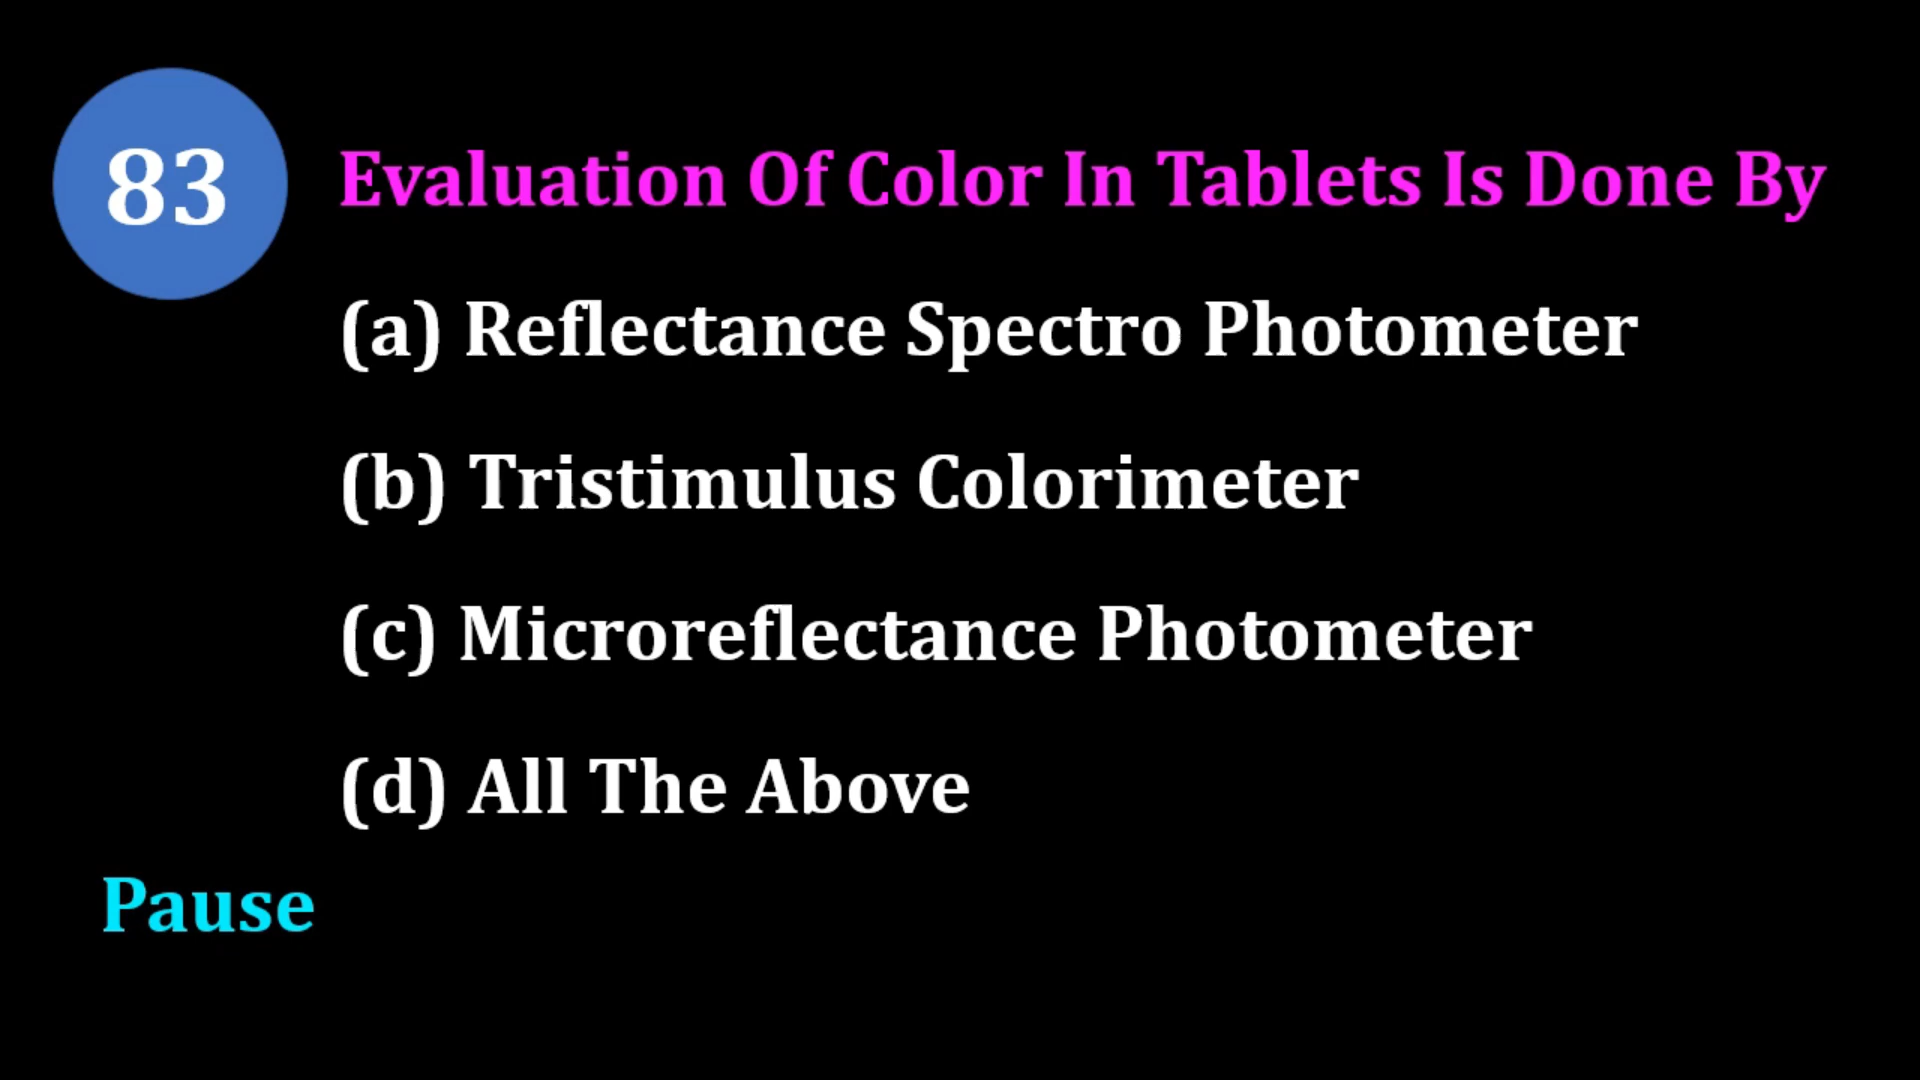 83
Evaluation Of Color In Tablets Is Done By
(a) Reflectance Spectro Photometer
(b) Tristimulus Colorimeter
(c) Microreflectance Photometer
(d) All The Above
Pause